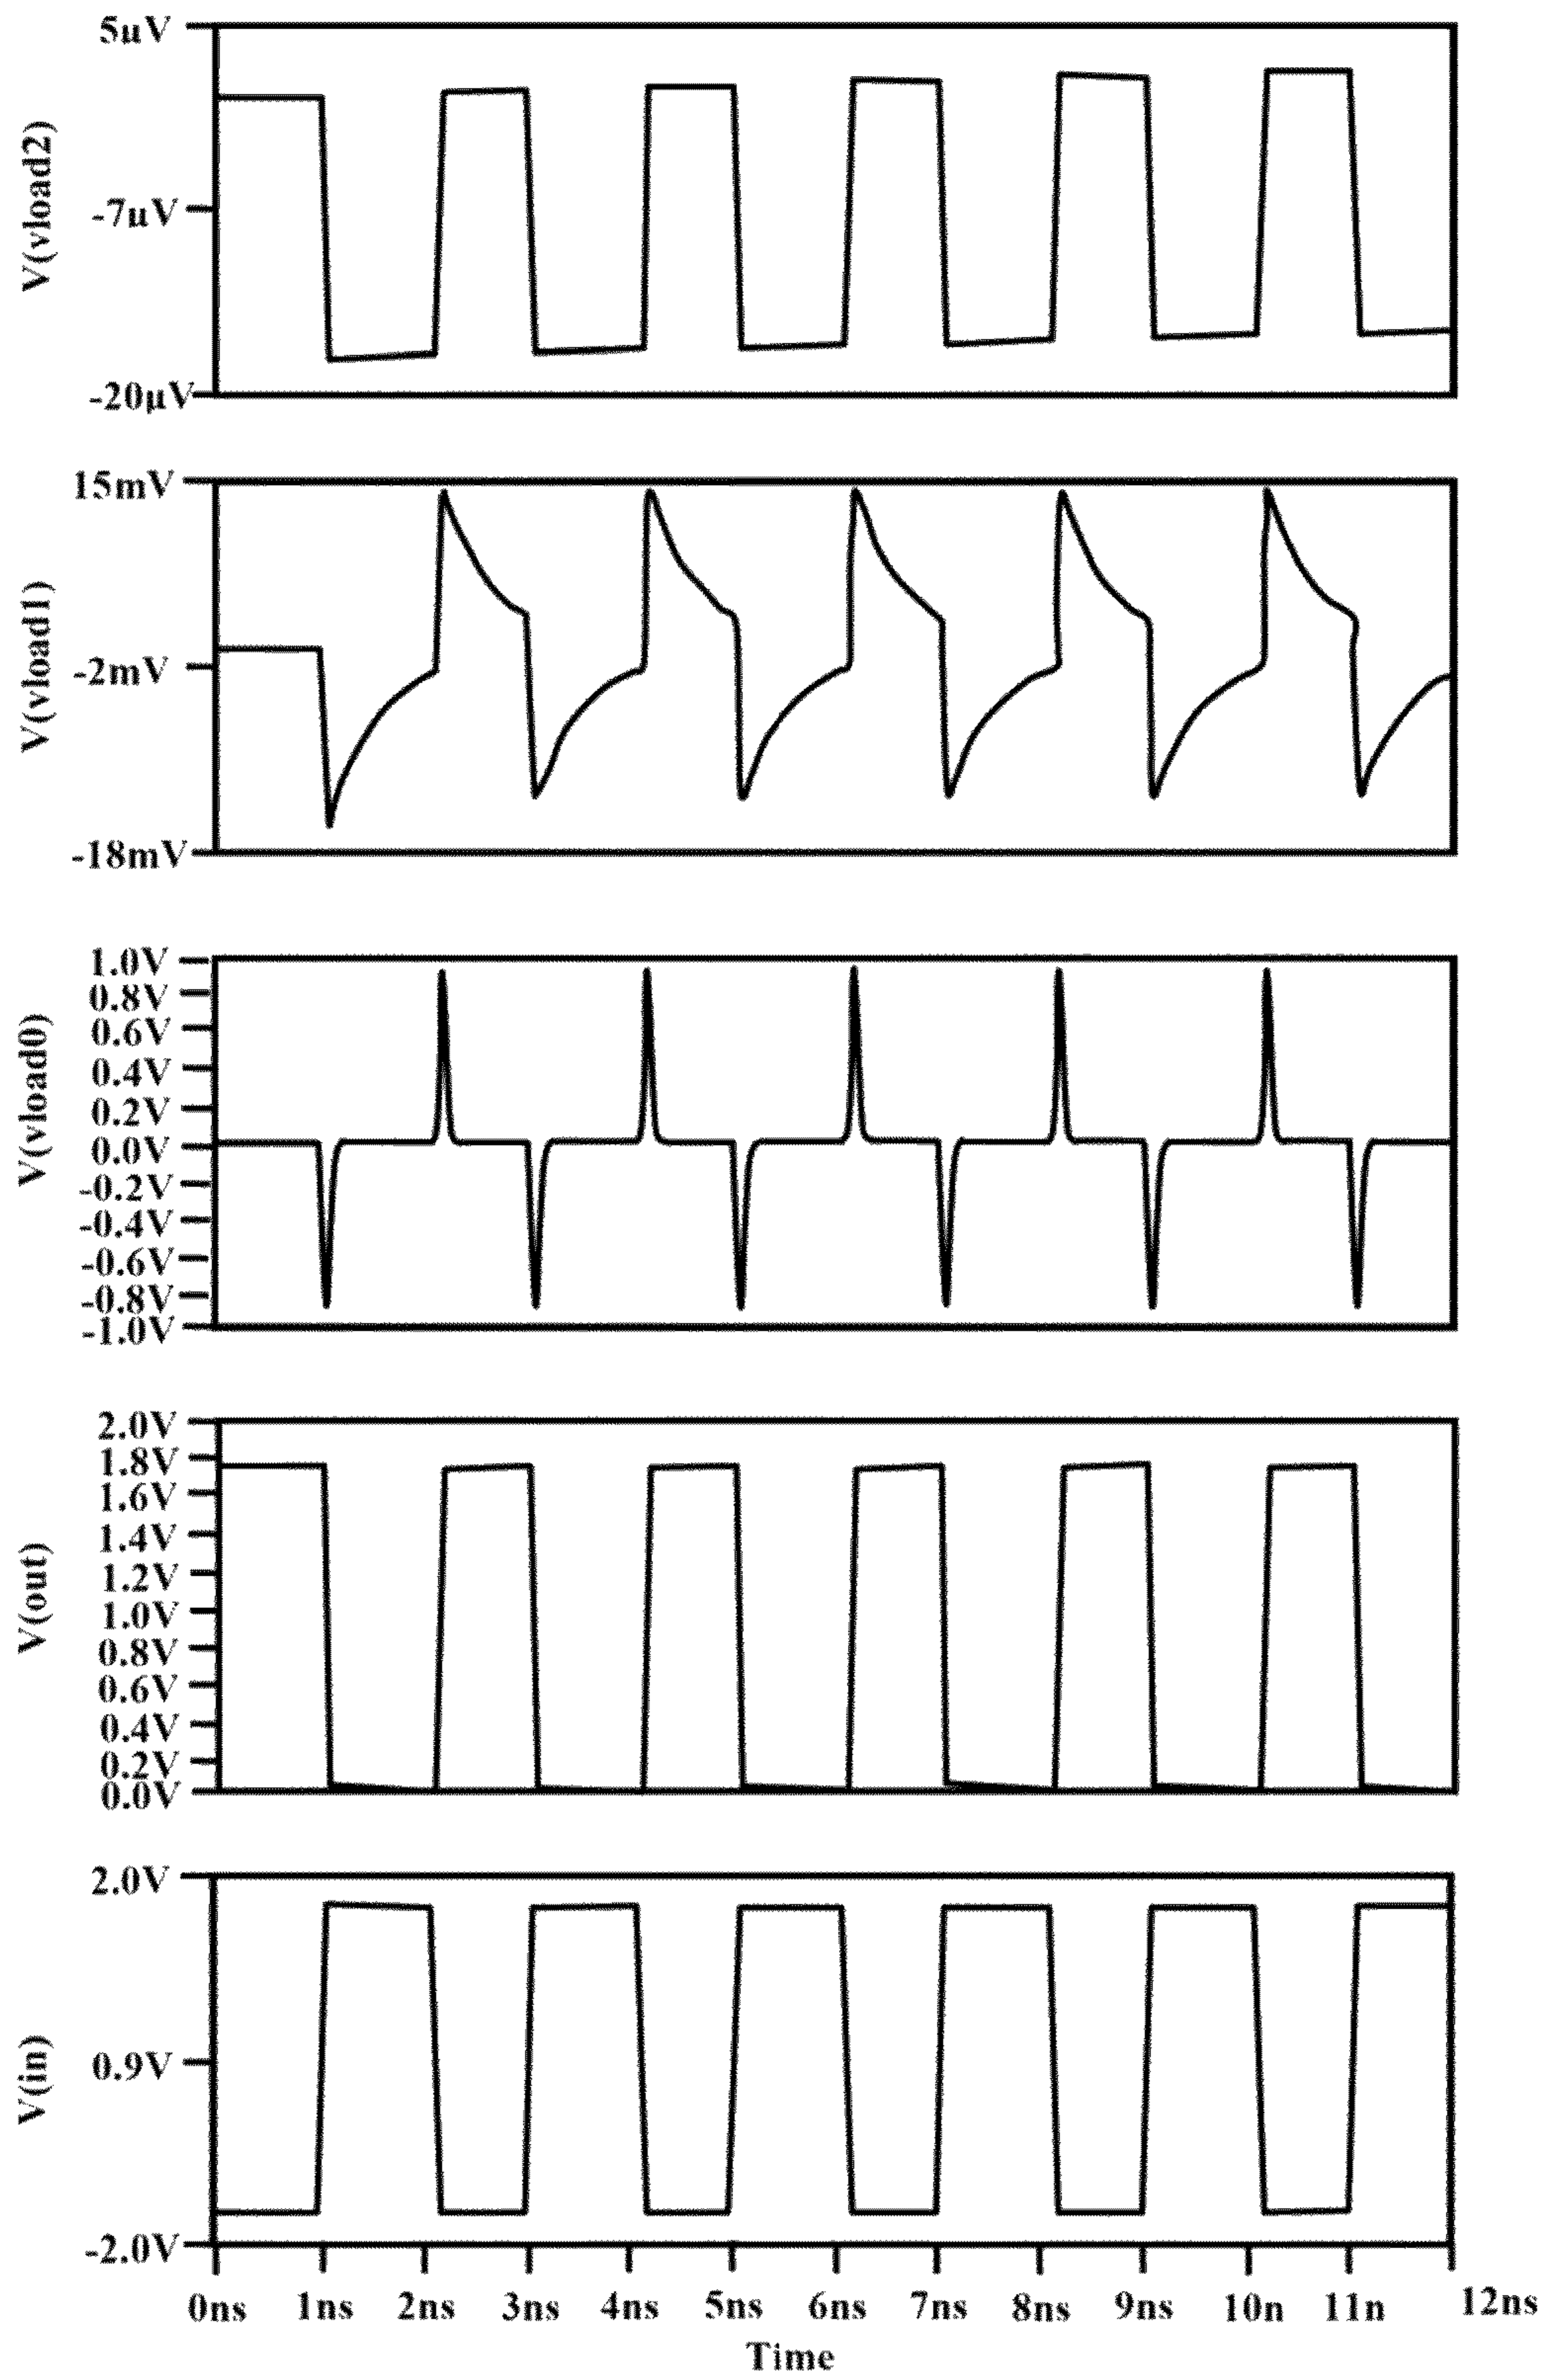 V(vload2)
5µV
-7µV
-20µV
V(vload1)
15mV
-2mV
-18mV
V(vload0)
1.0V
0.8V
0.6V
0.4V
0.2V
0.0V
-0.2V
-0.4V
-0.6V
-0.8V
-1.0V
V(out)
2.0V
1.8V
1.6V
1.4V
1.2V
1.0V
0.8V
0.6V
0.4V
0.2V
0.0V
V(in)
2.0V
0.9V
-2.0V
0ns 1ns 2ns 3ns 4ns 5ns 6ns 7ns 8ns 9ns 10n 11n 12ns
Time